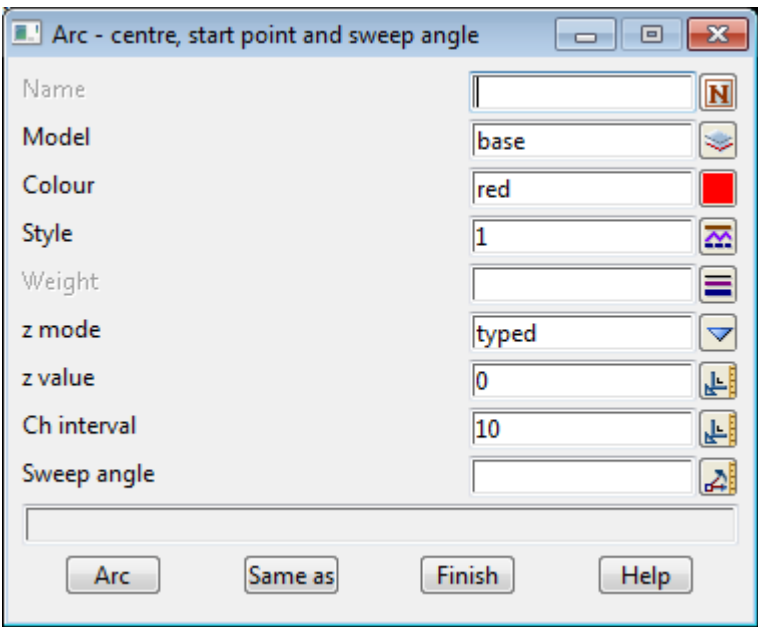 Arc - centre, start point and sweep angle
Name N
Model base
Colour red
Style 1
Weight
z mode typed
z value 0
Ch interval 10
Sweep angle
Arc Same as Finish Help